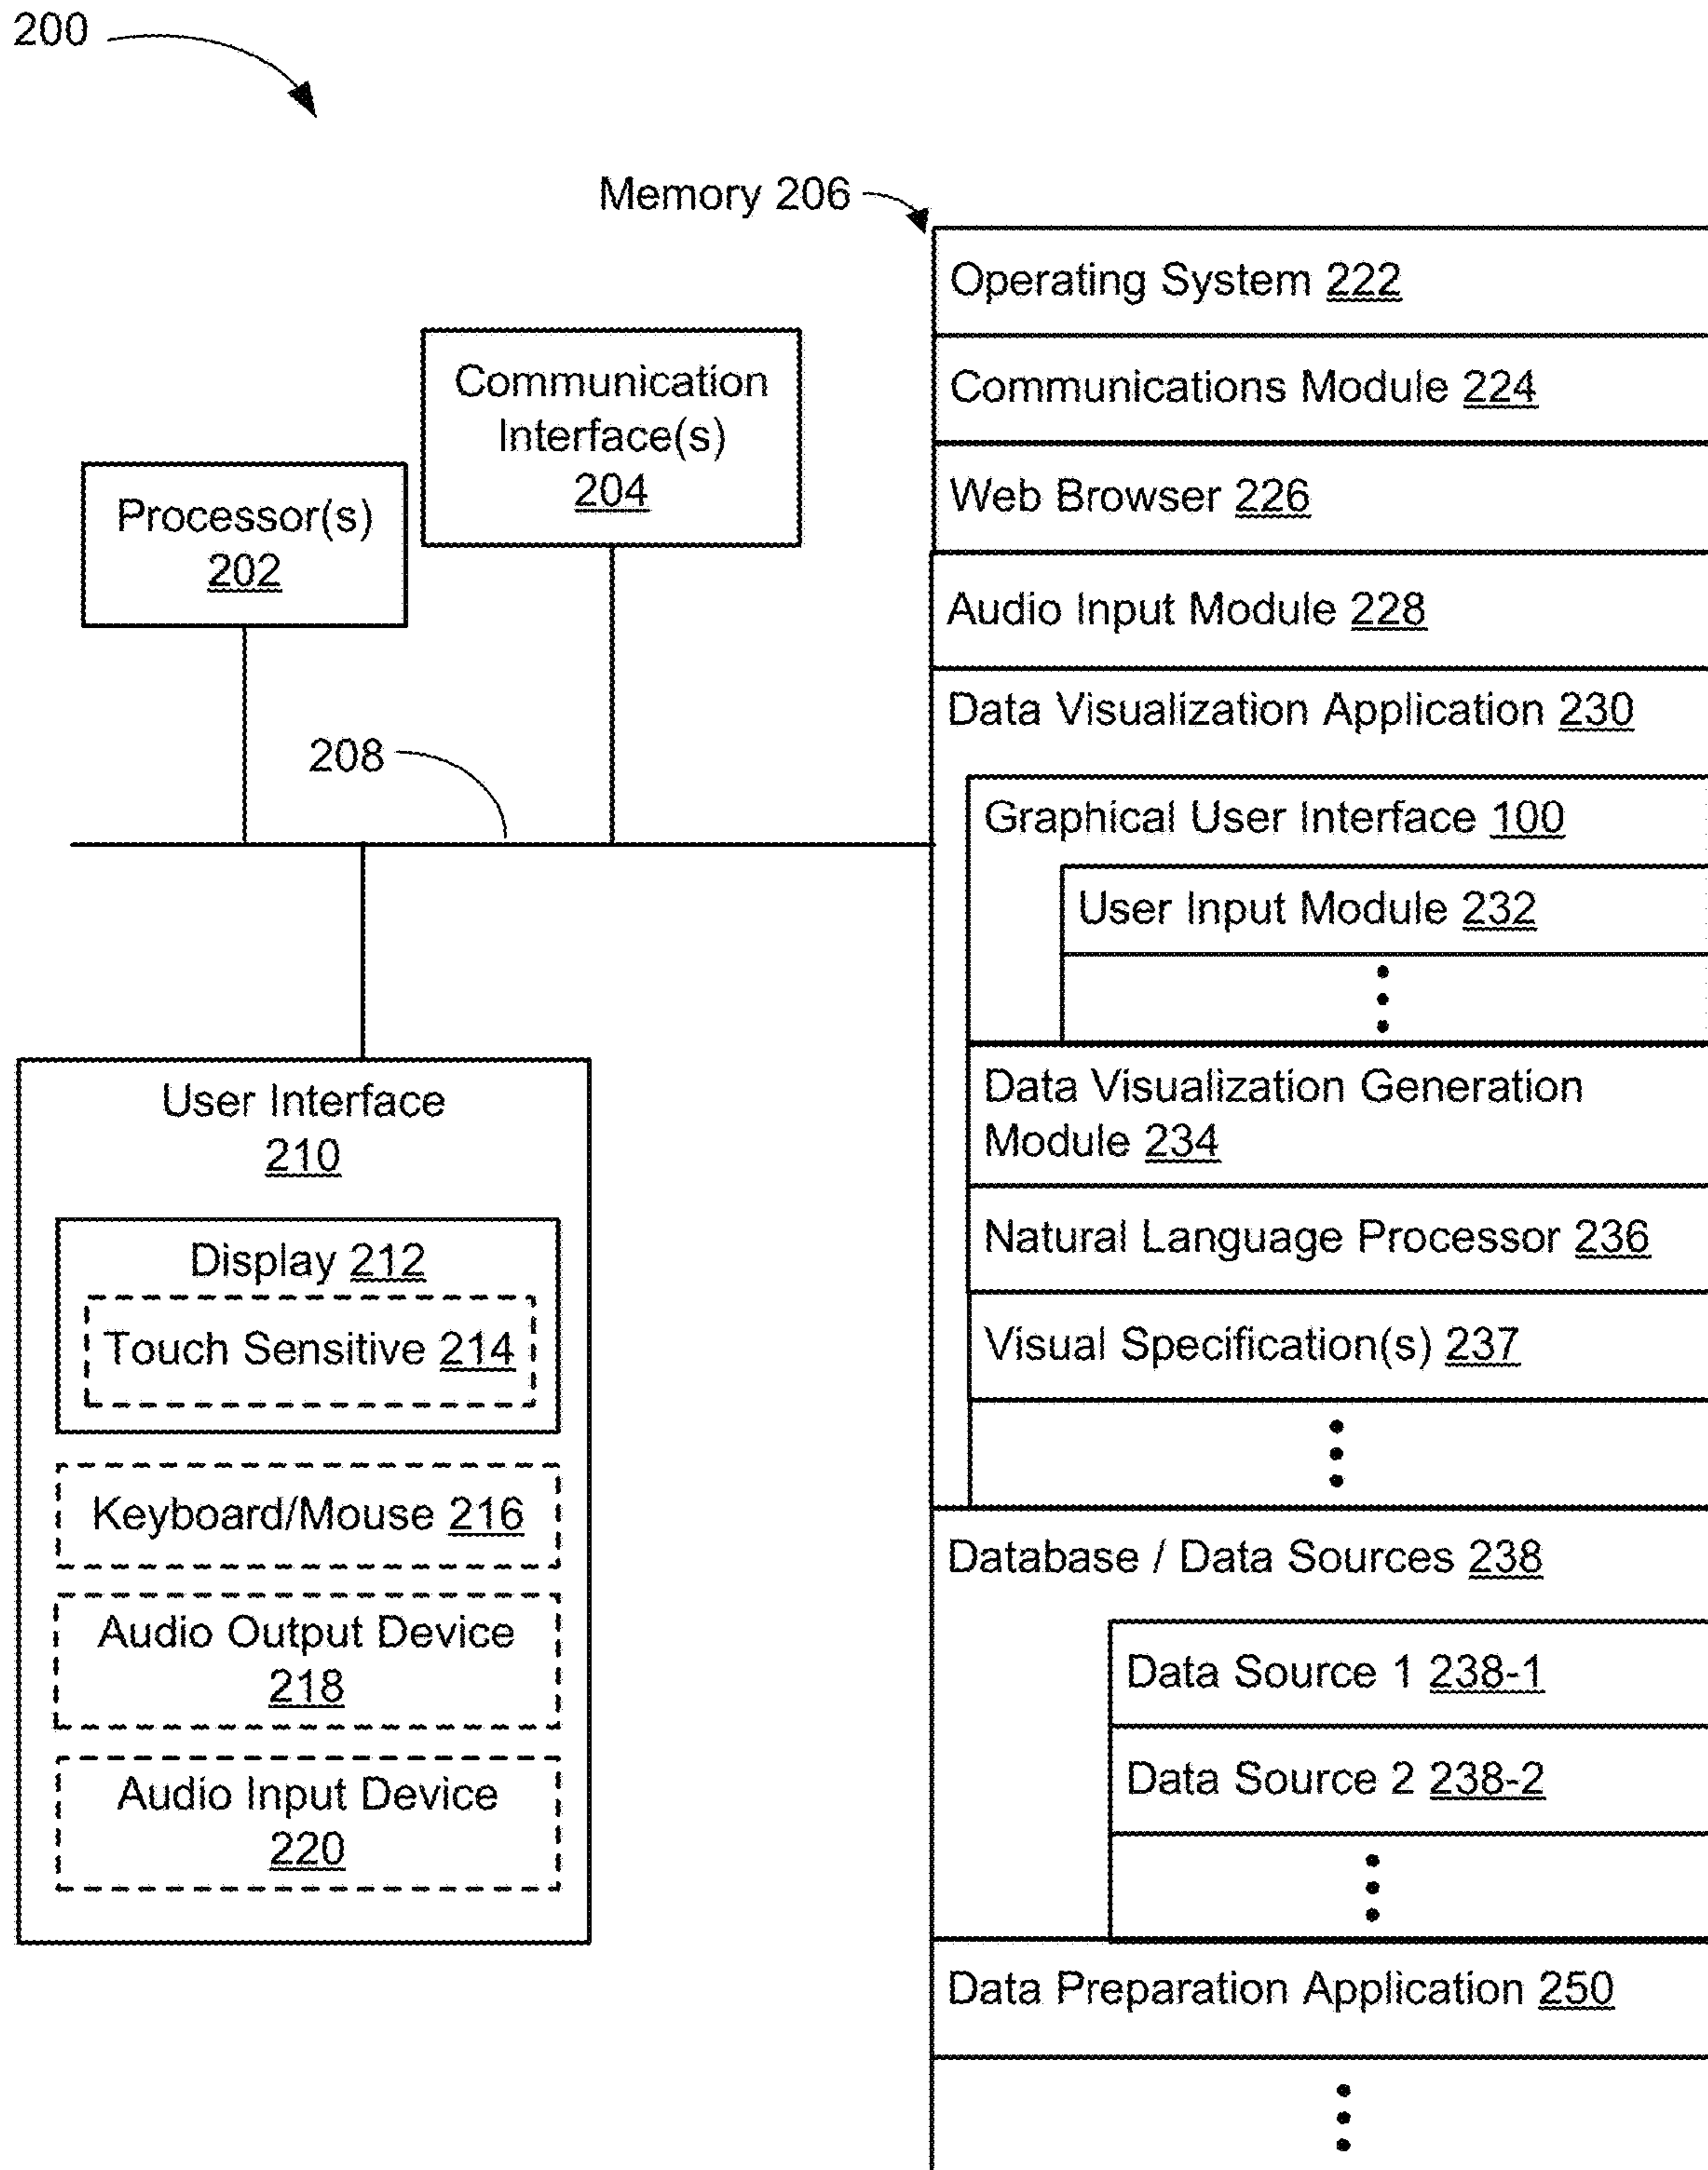 200
Memory 206
Operating System 222
Communications Module 224
Web Browser 226
Audio Input Module 228
Data Visualization Application 230
Graphical User Interface 100
User Input Module 232
Data Visualization Generation
Module 234
Natural Language Processor 236
Visual Specification(s) 237
Database / Data Sources 238
Data Source 1 238-1
Data Source 2 238-2
Data Preparation Application 250
Communication
Interface(s)
204
Processor(s)
202
208
User Interface
210
Display 212
Touch Sensitive 214
Keyboard/Mouse 216
Audio Output Device
218
Audio Input Device
220